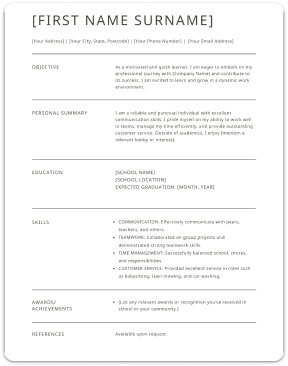 [FIRST NAME SURNAME]
[Your Address] | [Your City, State, Postcode] | [Your Phone Number] | [Your Email Address]
OBJECTIVE
As a motivated and quick learner, I am eager to embark on my
professional journey with [Company Name] and contribute to
its success. I am excited to learn and grow in a dynamic work
environment.
PERSONAL SUMMARY
I am a reliable and punctual individual with excellent
communication skills. I pride myself on my ability to work well
in teams, manage my time efficiently, and provide outstanding
customer service. Outside of academics, I enjoy [mention a
relevant hobby or interest].
EDUCATION
[SCHOOL NAME]
[SCHOOL LOCATION]
EXPECTED GRADUATION: [MONTH, YEAR]
SKILLS
• COMMUNICATION: Effectively communicate with peers,
teachers, and others.
• TEAMWORK: Collaborated on group projects and
demonstrated strong teamwork skills.
• TIME MANAGEMENT: Successfully balanced school, chores,
and responsibilities.
• CUSTOMER SERVICE: Provided excellent service in roles such
as babysitting, lawn mowing, and car washing.
AWARDS/
ACHIEVEMENTS
• [List any relevant awards or recognition you've received in
school or your community.]
REFERENCES
Available upon request.